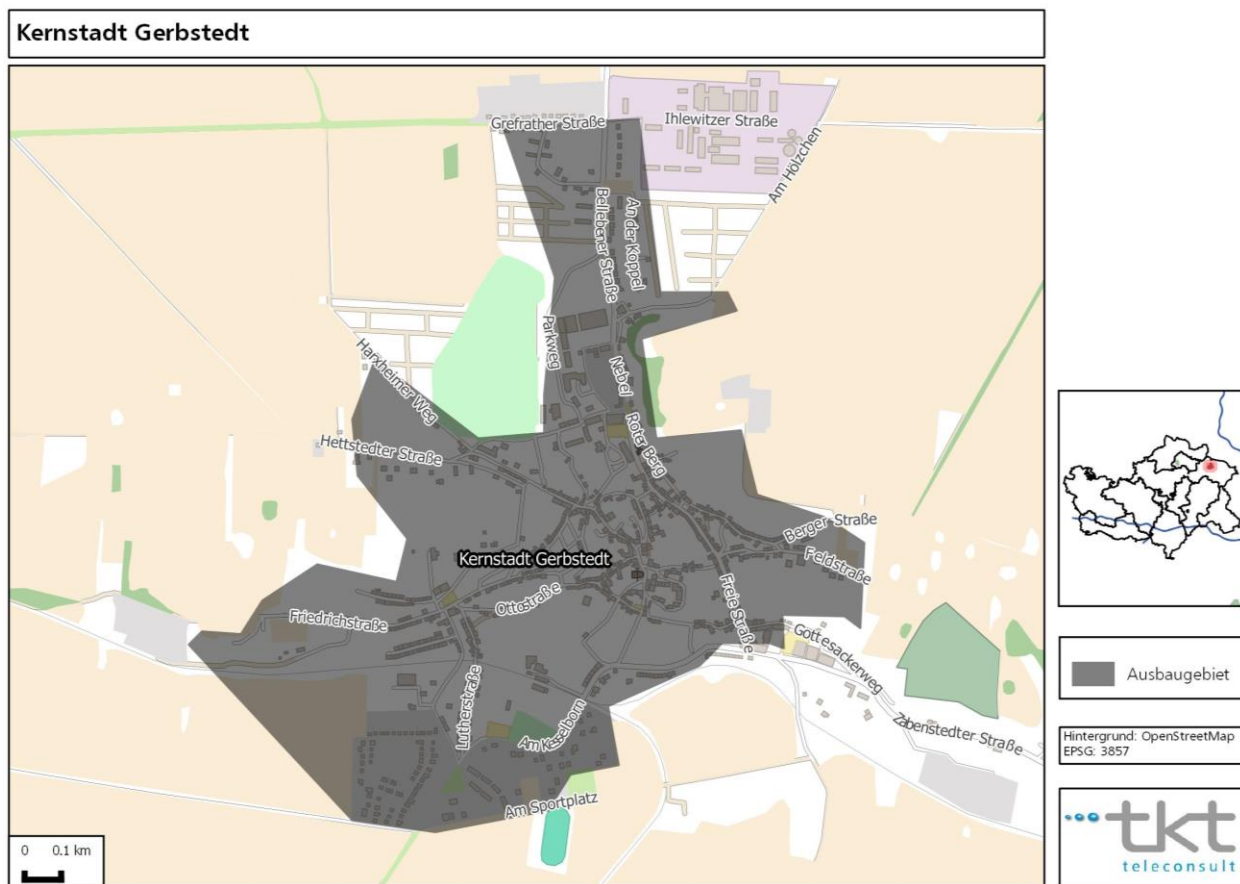 Kernstadt Gerbstedt
Grefrather Straße
Ihlewitzer Straße
Am Hölzchen
Bellebener Straße
An der Koppel
Parkweg
Nebel
Harxheimer Weg
Roter Berg
Hettstedter Straße
Berger Straße
Kernstadt Gerbstedt
Feldstraße
Ottostraße
Freie Straße
Friedrichstraße
Gottesackerweg
Lutherstraße
Zabenstedter Straße
Am Kesselborn
Am Sportplatz
0 0.1 km
Ausbaugebiet
Hintergrund: OpenStreetMap
EPSG: 3857
tkt
teleconsult